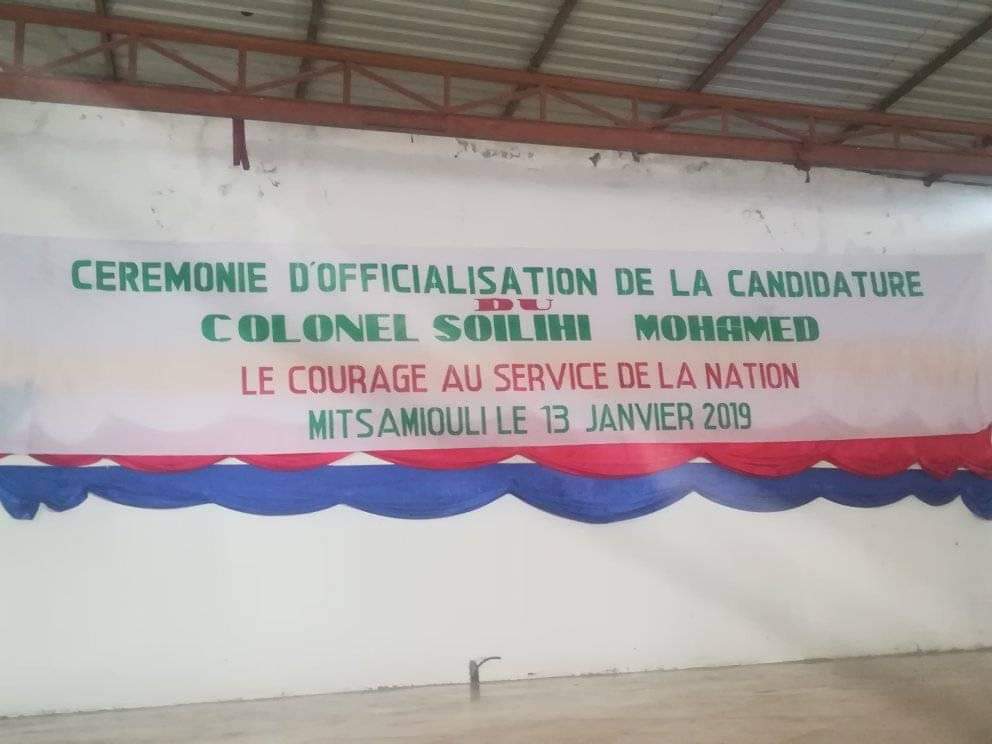 CEREMONIE D'OFFICIALISATION DE LA CANDIDATURE
DU
COLONEL SOILIHI MOHAMED
LE COURAGE AU SERVICE DE LA NATION
MITSAMIOULI LE 13 JANVIER 2019